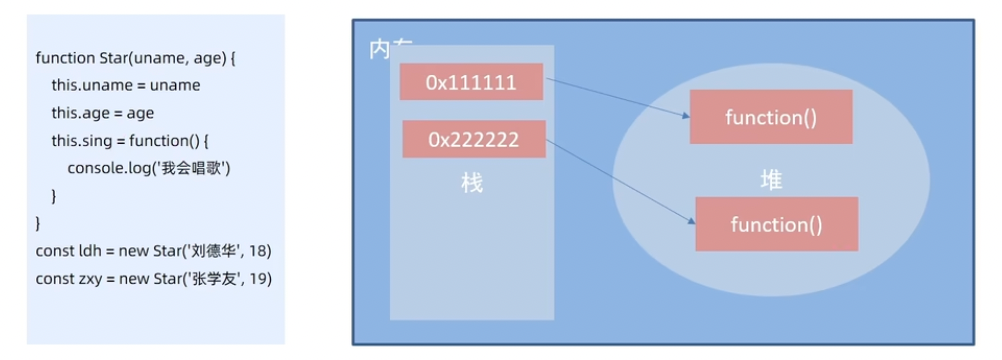 function Star(uname, age) {
this.uname = uname
this.age = age
this.sing = function() {
console.log('我会唱歌')
}
}
const ldh = new Star('刘德华', 18)
const zxy = new Star('张学友', 19)
内存
0x111111
0x222222
栈
function()
堆
function()